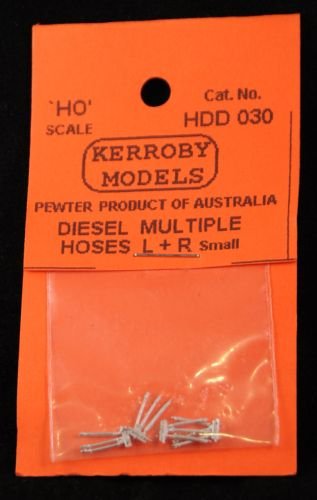 'HO' Cat. No.
SCALE HDD 030
KERROBY
MODELS
PEWTER PRODUCT OF AUSTRALIA
DIESEL MULTIPLE
HOSES L + R Small